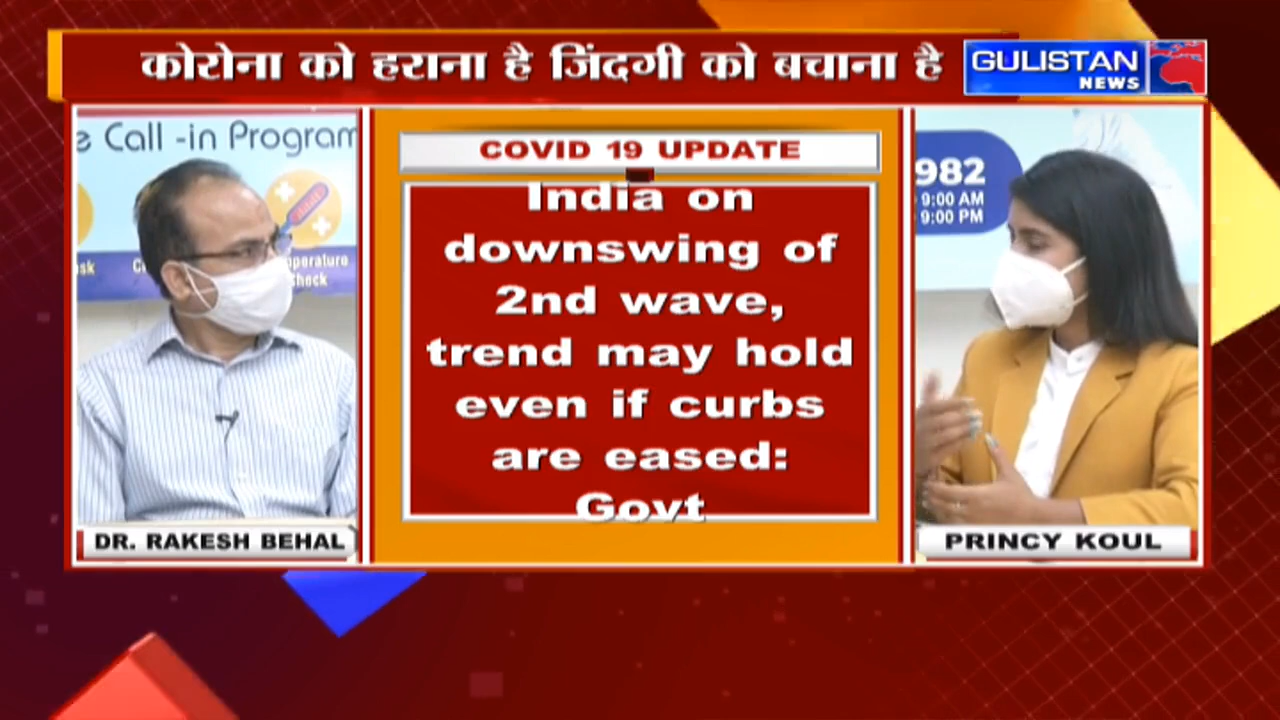 कोरोना को हराना है जिंदगी को बचाना है
GULISTAN
NEWS
Call -in Program
COVID 19 UPDATE
India on
downswing of
2nd wave,
trend may hold
even if curbs
are eased:
Govt
982
9:00 AM
9:00 PM
DR. RAKESH BEHAL
PRINCY KOUL